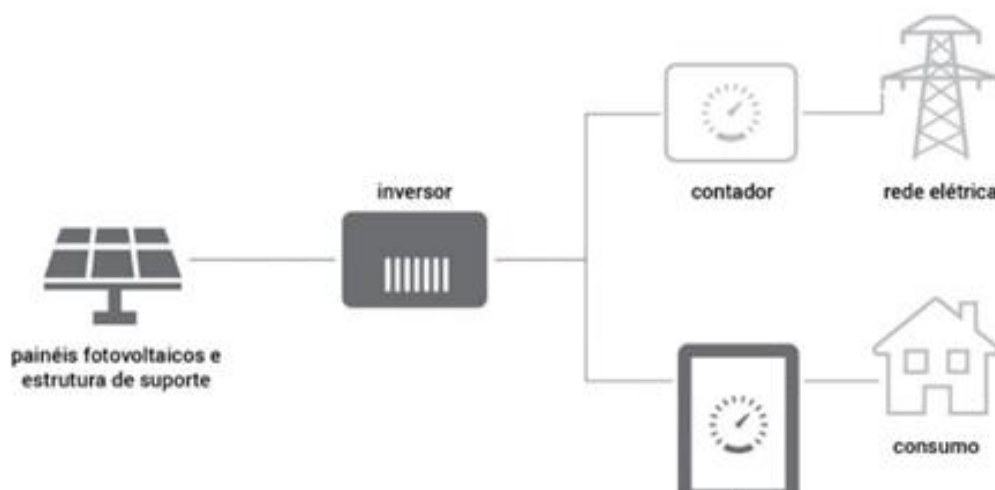 inversor
contador
rede elétrica
painéis fotovoltaicos e
estrutura de suporte
consumo